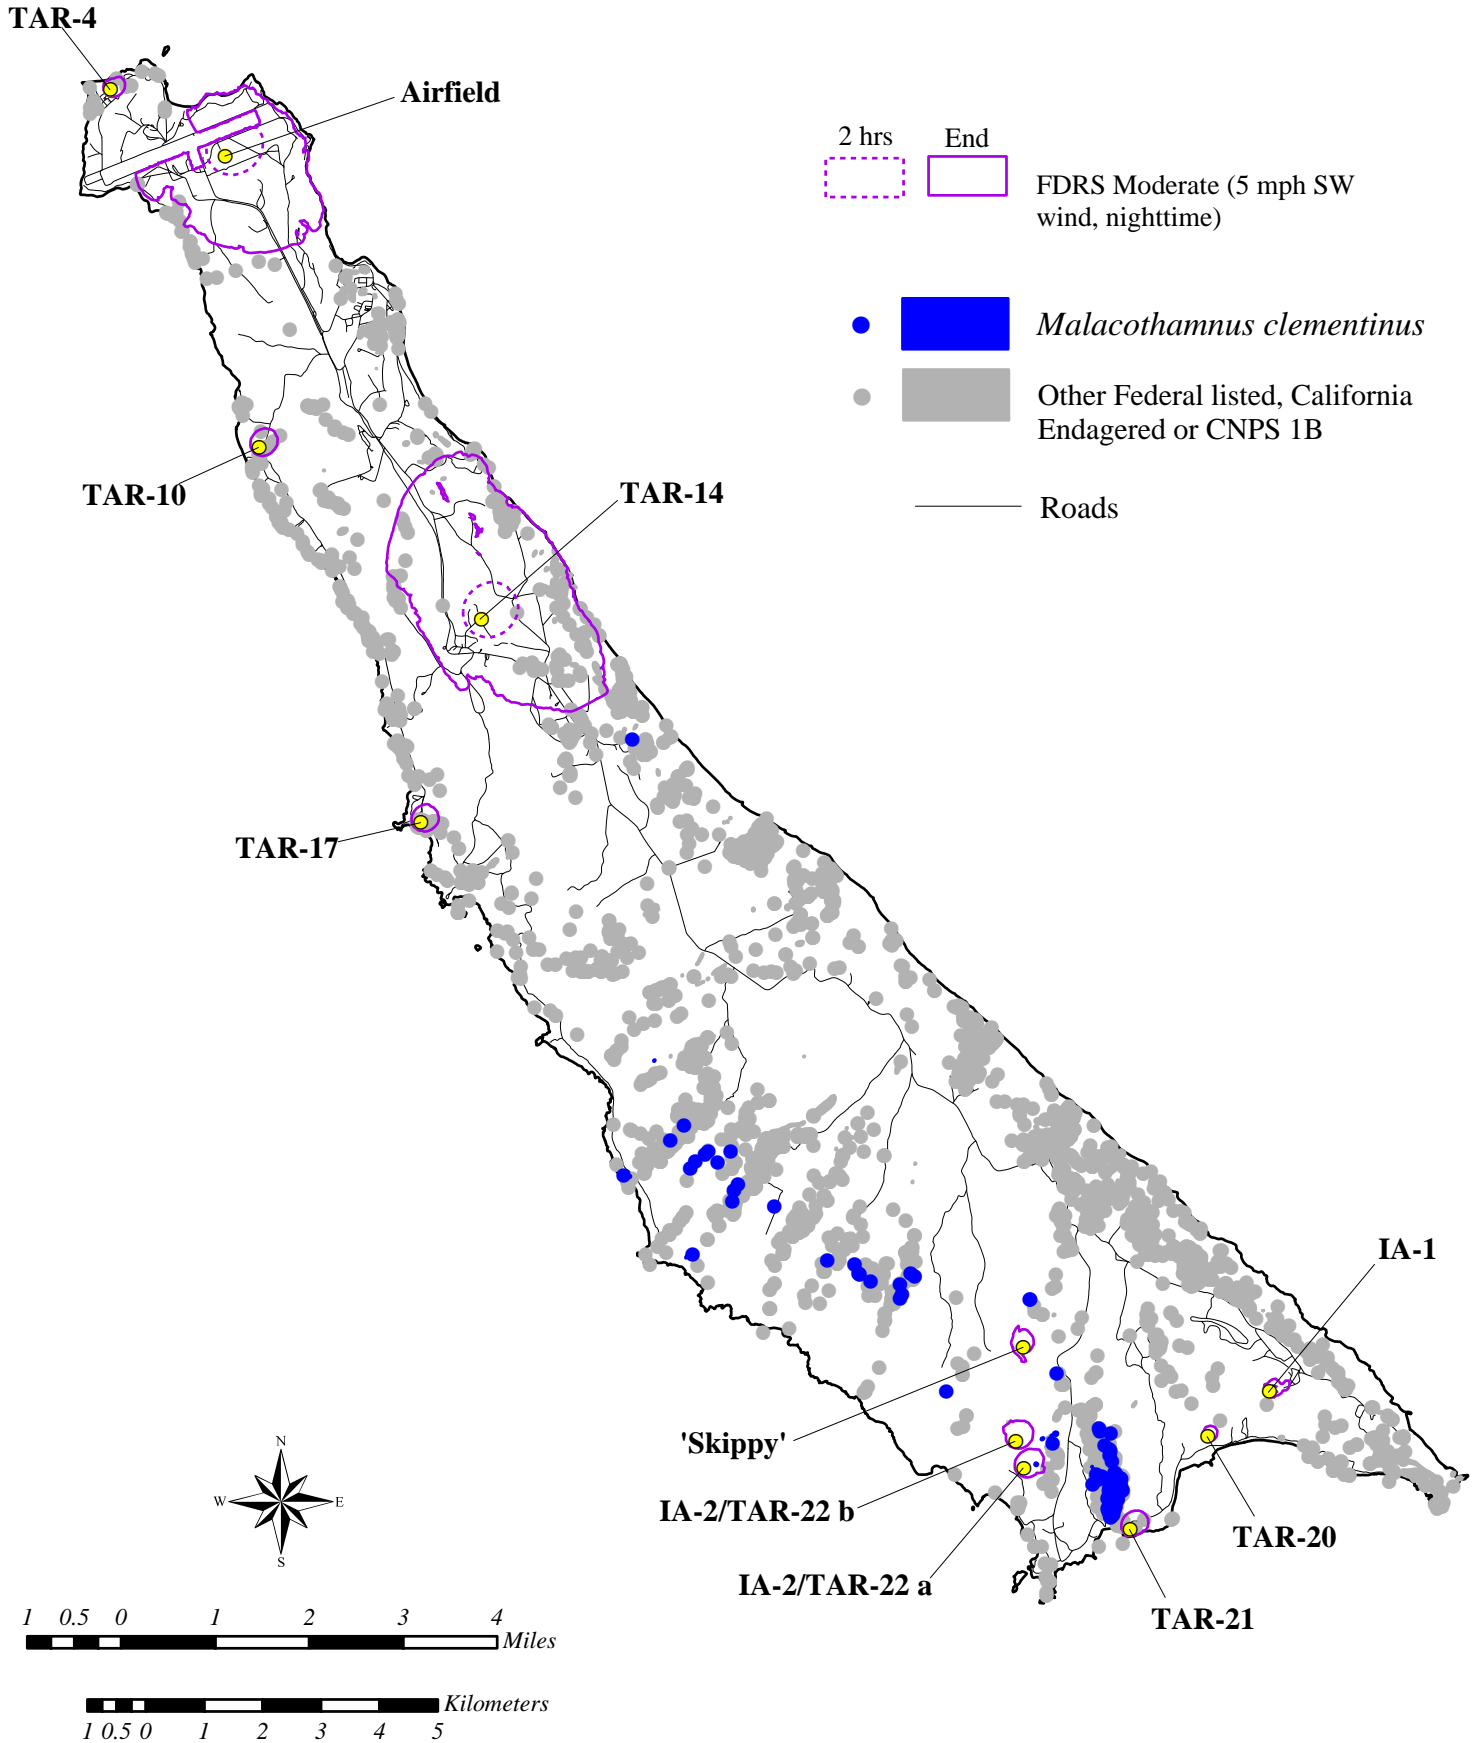 TAR-4
Airfield
2 hrs
End
FDRS Moderate (5 mph SW
wind, nighttime)
Malacothamnus clementinus
Other Federal listed, California
Endagered or CNPS 1B
Roads
TAR-10
TAR-14
TAR-17
IA-1
'Skippy'
IA-2/TAR-22 b
IA-2/TAR-22 a
TAR-20
TAR-21
N
W
E
S
1 0.5 0 1 2 3 4
Miles
Kilometers
1 0.5 0 1 2 3 4 5